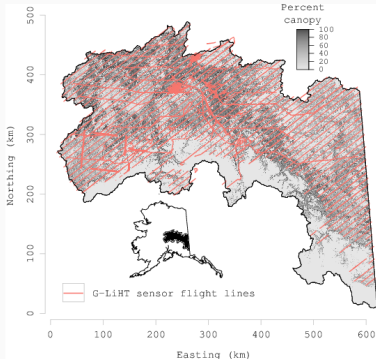 Percent
canopy
100
80
60
40
20
0
Northing (km)
500
400
300
200
100
0
G-LiHT sensor flight lines
0 100 200 300 400 500 600
Easting (km)